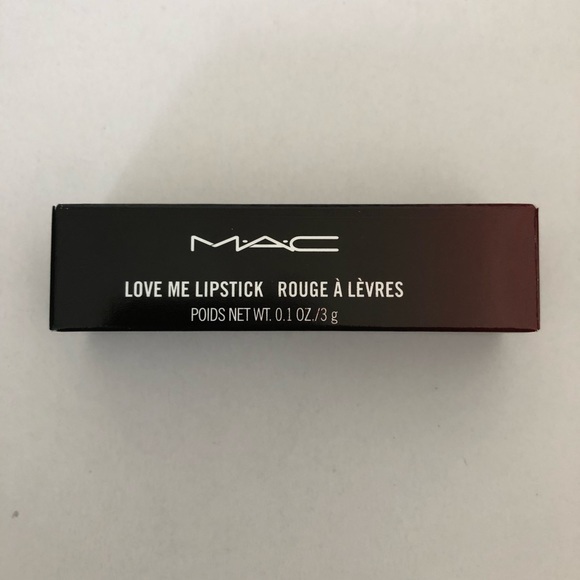 M·A·C
LOVE ME LIPSTICK ROUGE À LÈVRES
POIDS NET WT. 0.1 OZ./3 g